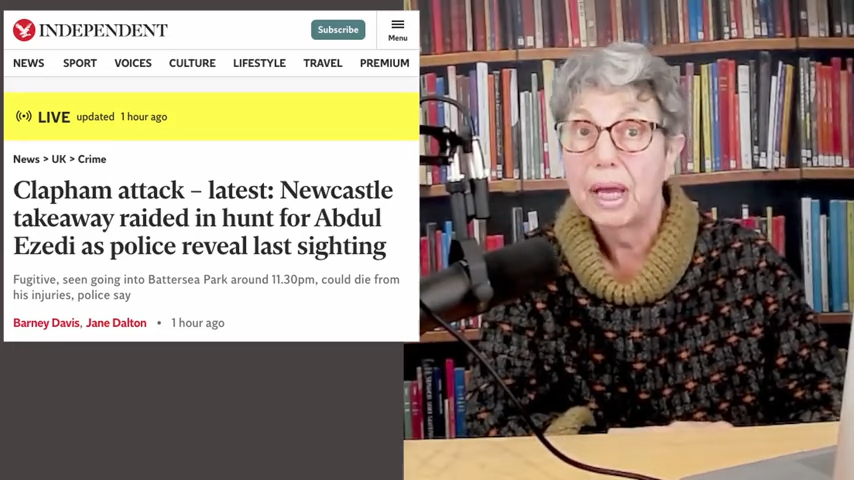 INDEPENDENT
Subscribe
Menu
NEWS SPORT VOICES CULTURE LIFESTYLE TRAVEL PREMIUM
LIVE updated 1 hour ago
News > UK > Crime
Clapham attack – latest: Newcastle
takeaway raided in hunt for Abdul
Ezedi as police reveal last sighting
Fugitive, seen going into Battersea Park around 11.30pm, could die from
his injuries, police say
Barney Davis, Jane Dalton • 1 hour ago